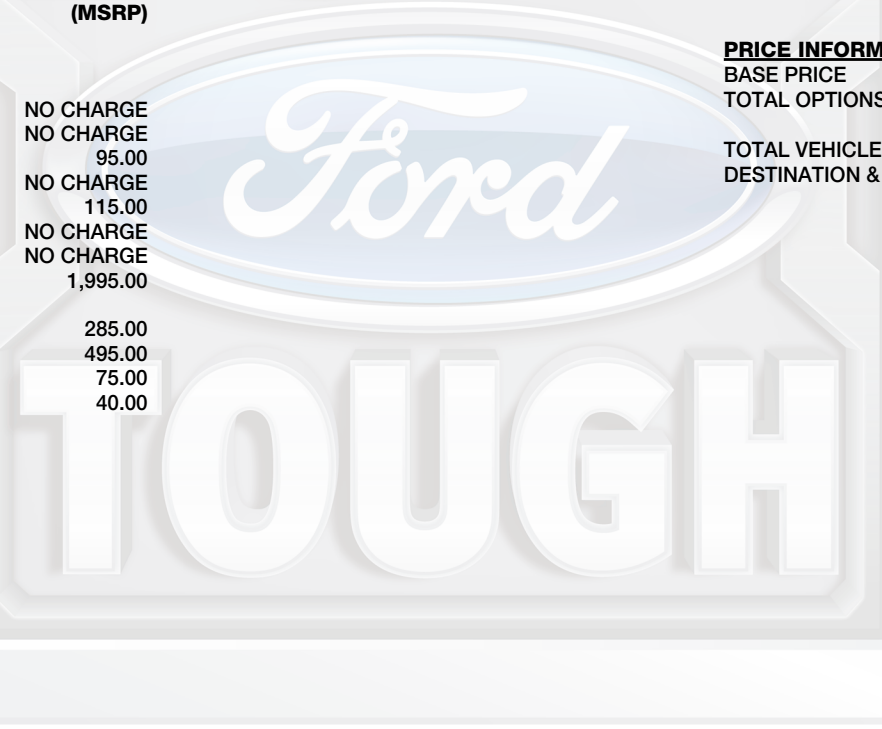 (MSRP)
NO CHARGE
NO CHARGE
95.00
NO CHARGE
115.00
NO CHARGE
NO CHARGE
1,995.00
285.00
495.00
75.00
40.00
PRICE INFORM
BASE PRICE
TOTAL OPTIONS
TOTAL VEHICLE
DESTINATION &
Ford
TOUGH